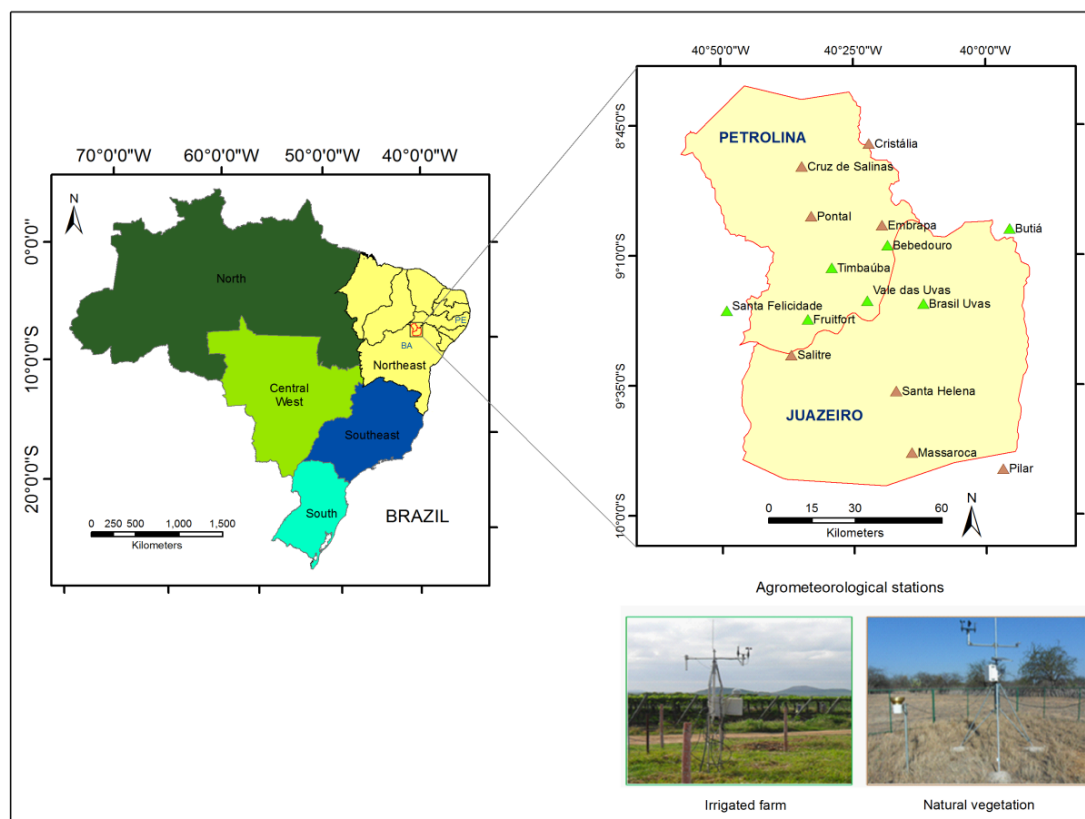 70°0'0"W
60°0'0"W
50°0'0"W
40°0'0"W
0°0'0"
10°0'0"S
20°0'0"S
N
North
Northeast
PE
BA
Central
West
Southeast
South
BRAZIL
0 250 500 1,000 1,500
Kilometers
40°50'0"W
40°25'0"W
40°0'0"W
8°45'0"S
9°10'0"S
9°35'0"S
10°0'0"S
PETROLINA
Cristália
Cruz de Salinas
Pontal
Embrapa
Butiá
Bebedouro
Timbaúba
Vale das Uvas
Santa Felicidade
Brasil Uvas
Fruitfort
Salitre
Santa Helena
JUAZEIRO
Massaroca
Pilar
0 15 30 60
Kilometers
N
Agrometeorological stations
Irrigated farm
Natural vegetation